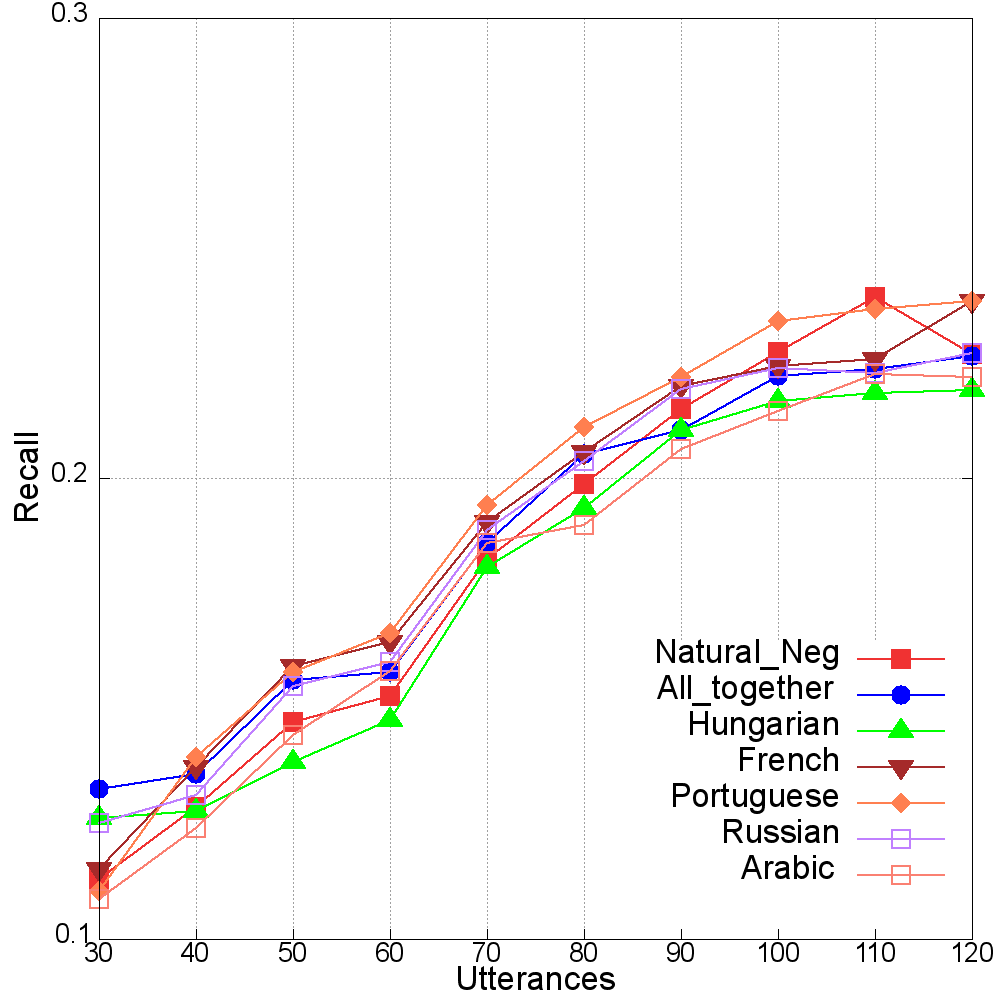 0.3
0.2
0.1
Recall
Natural_Neg
All_together
Hungarian
French
Portuguese
Russian
Arabic
30 40 50 60 70 80 90 100 110 120
Utterances